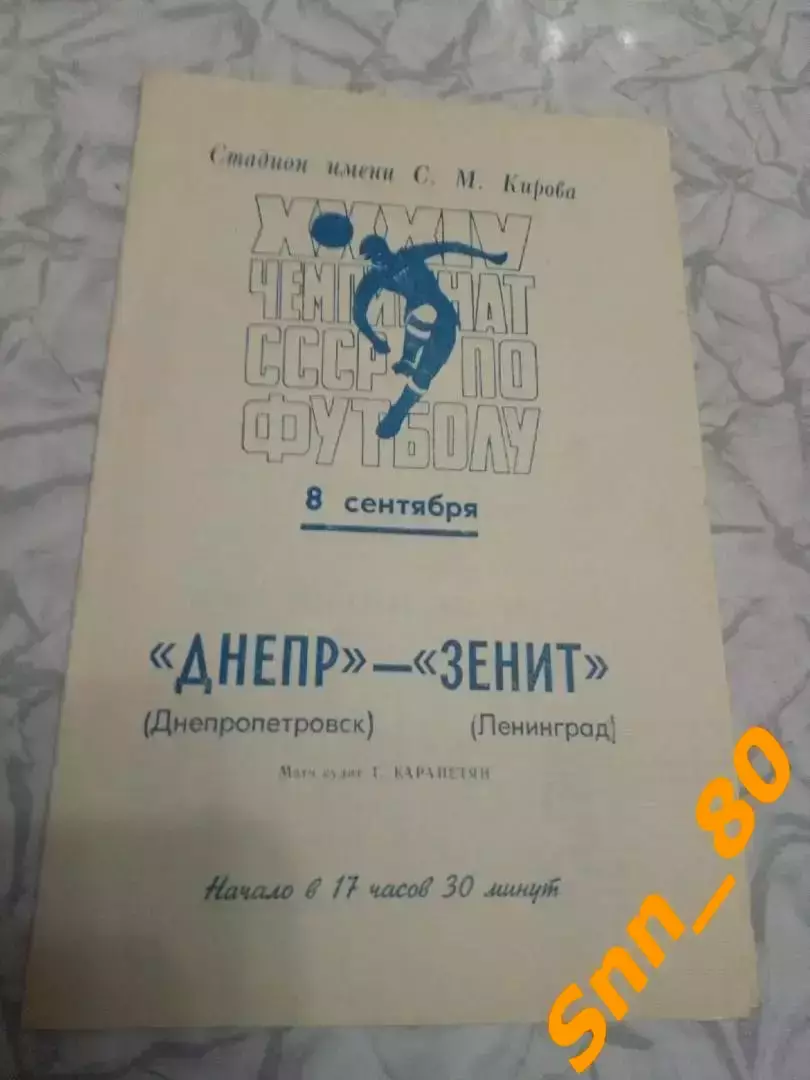 Стадион имени С. М. Кирова
XXXIV
ЧЕМПИОНАТ
СССР ПО
ФУТБОЛУ
8 сентября
«ДНЕПР»—«ЗЕНИТ»
(Днепропетровск) (Ленинград)
Матч судит Т. КАРАПЕТЯН
Начало в 17 часов 30 минут
Snn_80